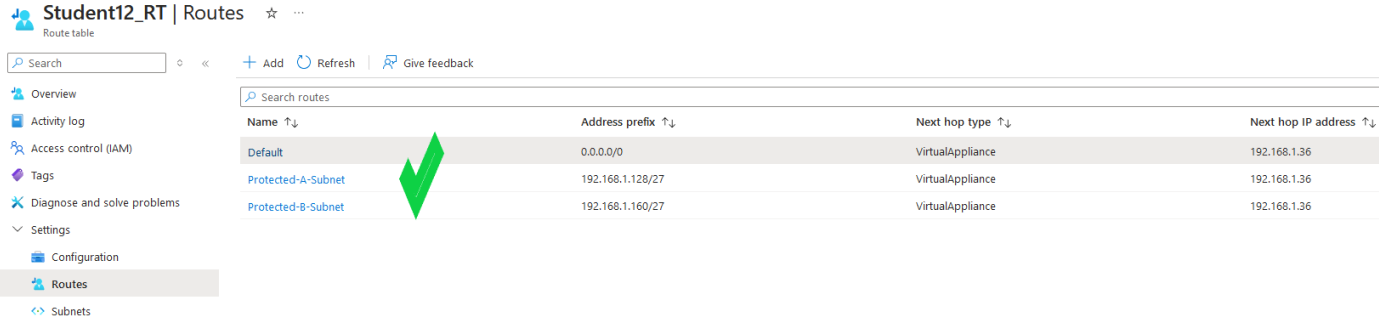 Student12_RT | Routes
Route table
Search
Add Refresh Give feedback
Overview
Activity log
Access control (IAM)
Tags
Diagnose and solve problems
Settings
Configuration
Routes
Subnets
Search routes
Name Address prefix Next hop type Next hop IP address
Default 0.0.0.0/0 VirtualAppliance 192.168.1.36
Protected-A-Subnet 192.168.1.128/27 VirtualAppliance 192.168.1.36
Protected-B-Subnet 192.168.1.160/27 VirtualAppliance 192.168.1.36